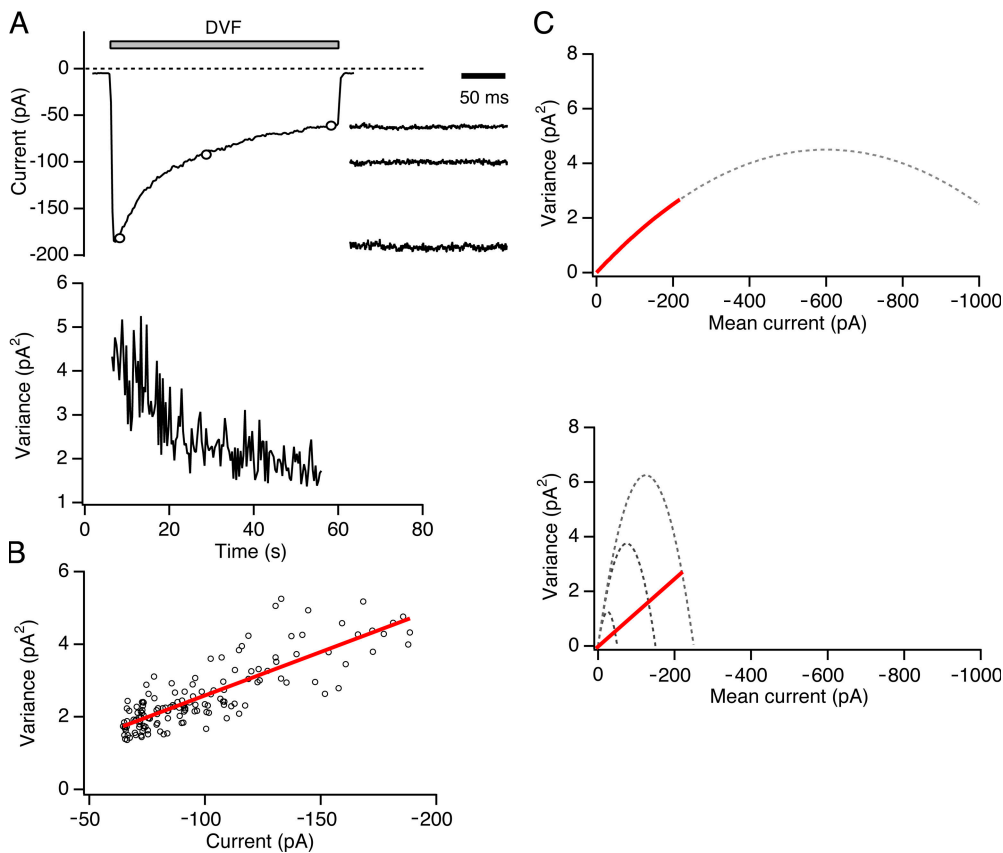 A
DVF
0
-50
-100
-150
-200
Current (pA)
50 ms
6
5
4
3
2
1
Variance (pA²)
0 20 40 60 80
Time (s)
B
6
4
2
0
Variance (pA²)
-50 -100 -150 -200
Current (pA)
C
8
6
4
2
0
Variance (pA²)
0 -200 -400 -600 -800 -1000
Mean current (pA)
8
6
4
2
0
Variance (pA²)
0 -200 -400 -600 -800 -1000
Mean current (pA)